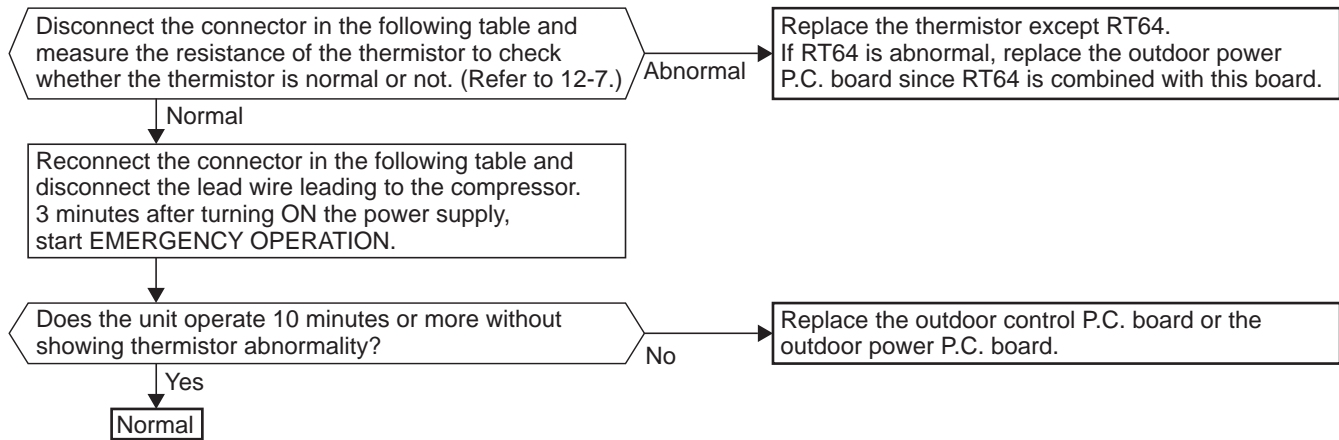 Disconnect the connector in the following table and
measure the resistance of the thermistor to check
whether the thermistor is normal or not. (Refer to 12-7.)
Abnormal
Replace the thermistor except RT64.
If RT64 is abnormal, replace the outdoor power
P.C. board since RT64 is combined with this board.
Normal
Reconnect the connector in the following table and
disconnect the lead wire leading to the compressor.
3 minutes after turning ON the power supply,
start EMERGENCY OPERATION.
Does the unit operate 10 minutes or more without
showing thermistor abnormality?
No
Replace the outdoor control P.C. board or the
outdoor power P.C. board.
Yes
Normal